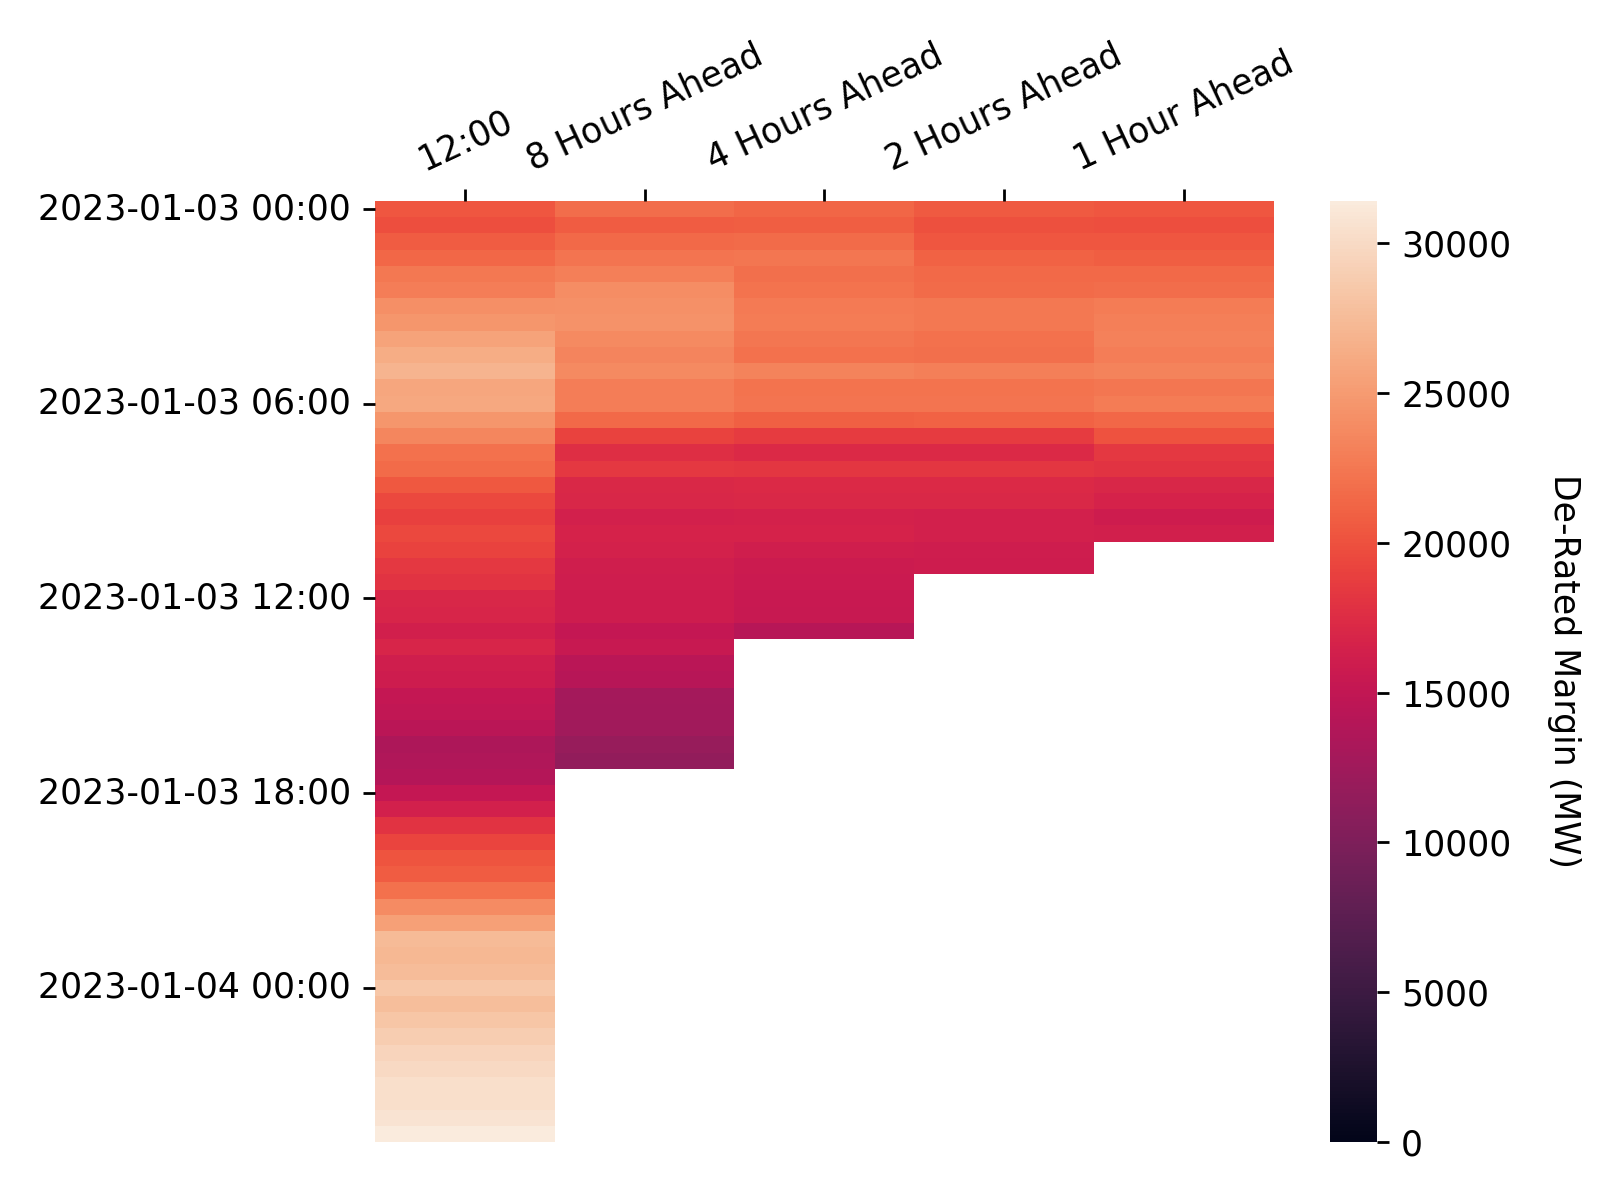 12:00
8 Hours Ahead
4 Hours Ahead
2 Hours Ahead
1 Hour Ahead
2023-01-03 00:00
2023-01-03 06:00
2023-01-03 12:00
2023-01-03 18:00
2023-01-04 00:00
30000
25000
20000
15000
10000
5000
0
De-Rated Margin (MW)